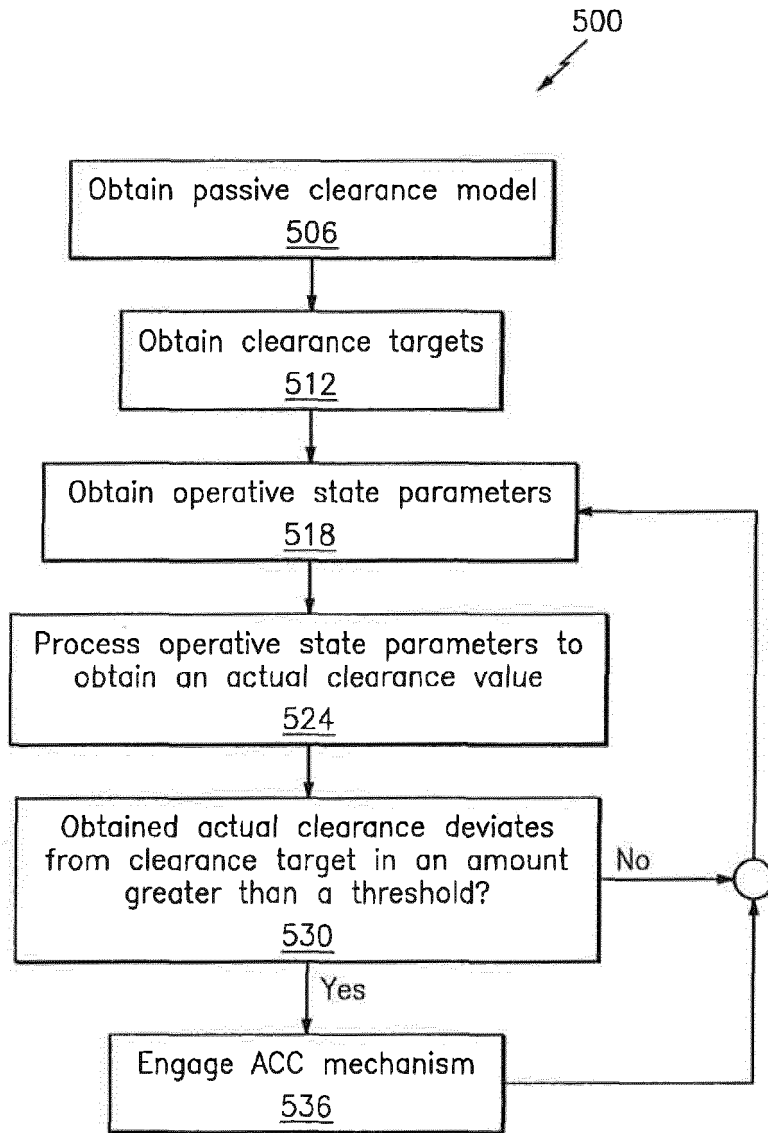 500
Obtain passive clearance model
506
Obtain clearance targets
512
Obtain operative state parameters
518
Process operative state parameters to
obtain an actual clearance value
524
Obtained actual clearance deviates
from clearance target in an amount
greater than a threshold?
530
No
Yes
Engage ACC mechanism
536